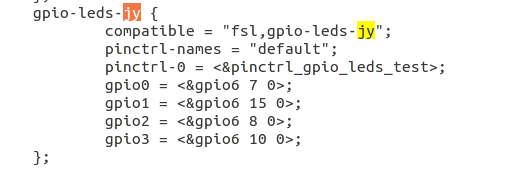 gpio-leds-jy {
compatible = "fsl,gpio-leds-jy";
pinctrl-names = "default";
pinctrl-0 = <&pinctrl_gpio_leds_test>;
gpio0 = <&gpio6 7 0>;
gpio1 = <&gpio6 15 0>;
gpio2 = <&gpio6 8 0>;
gpio3 = <&gpio6 10 0>;
};